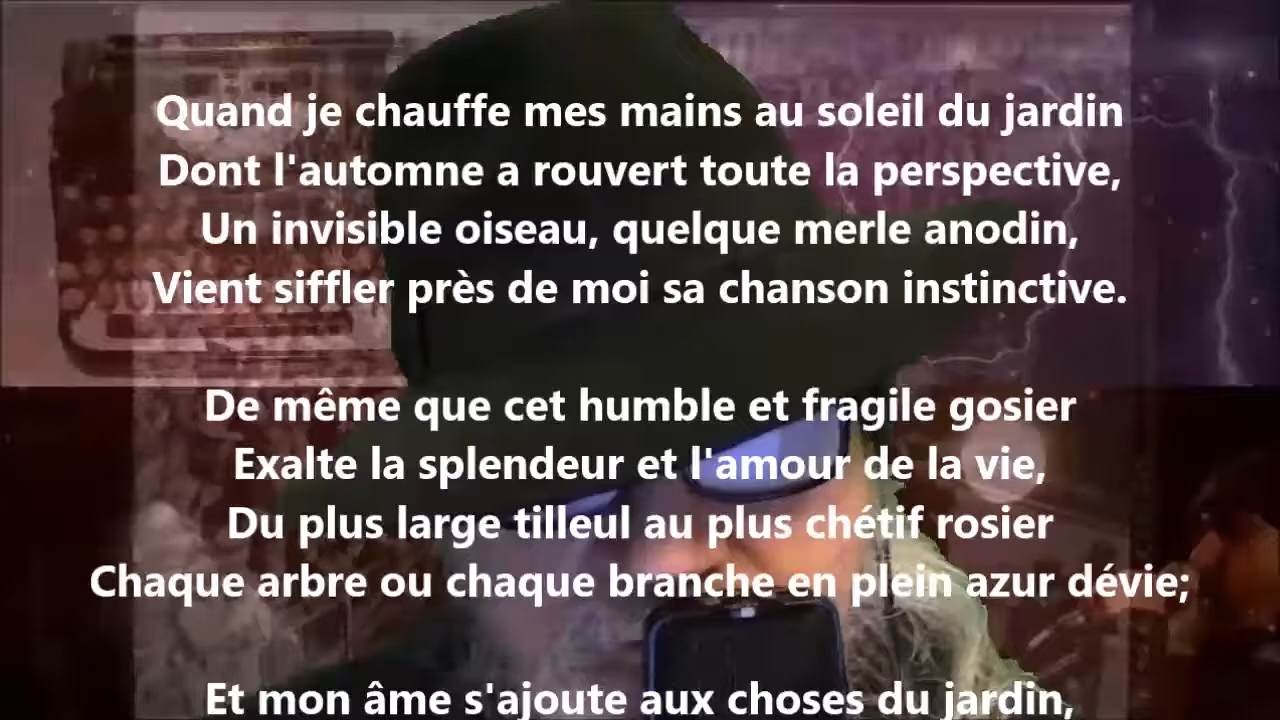 Quand je chauffe mes mains au soleil du jardin
Dont l'automne a rouvert toute la perspective,
Un invisible oiseau, quelque merle anodin,
Vient siffler près de moi sa chanson instinctive.
De même que cet humble et fragile gosier
Exalte la splendeur et l'amour de la vie,
Du plus large tilleul au plus chétif rosier
Chaque arbre ou chaque branche en plein azur dévie;
Et mon âme s'ajoute aux choses du jardin,